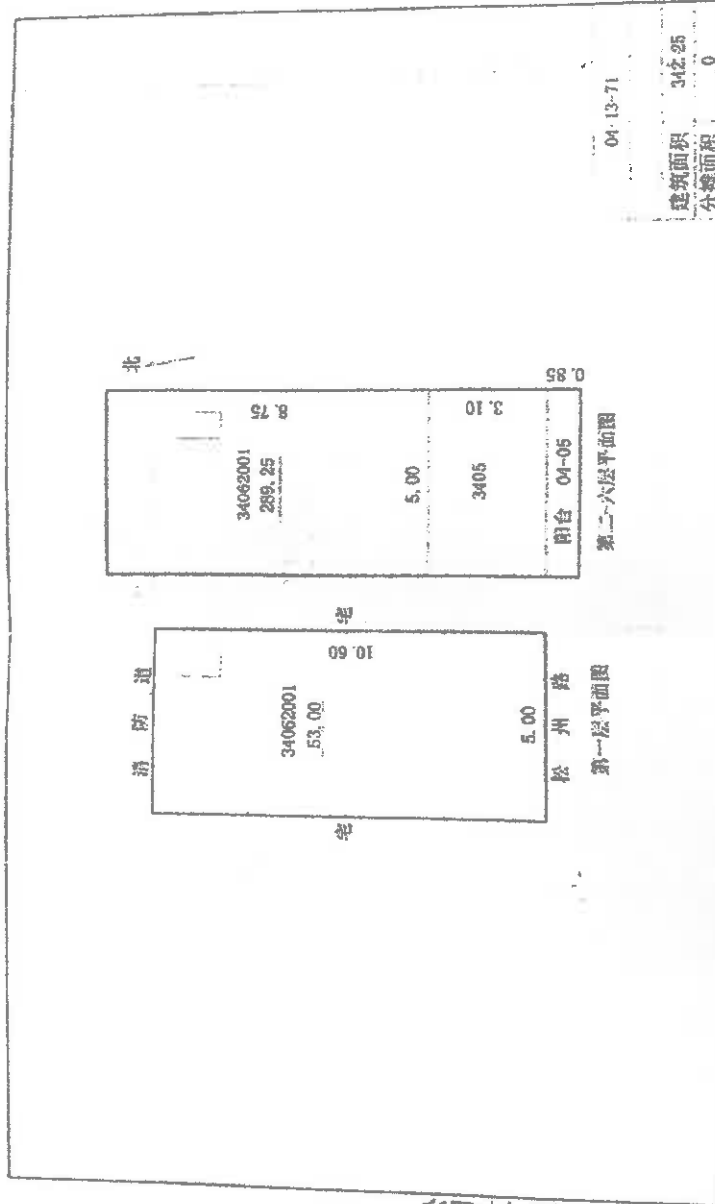 04-13-71
建筑面积 342.25
分摊面积 0
北
34062001
289.25
8.75
5.00
3405
3.10
阳台 04-05
0.85
第二~六层平面图
消 防 道
宅
34062001
53.00
10.60
宅
5.00
松 州 路
第一层平面图